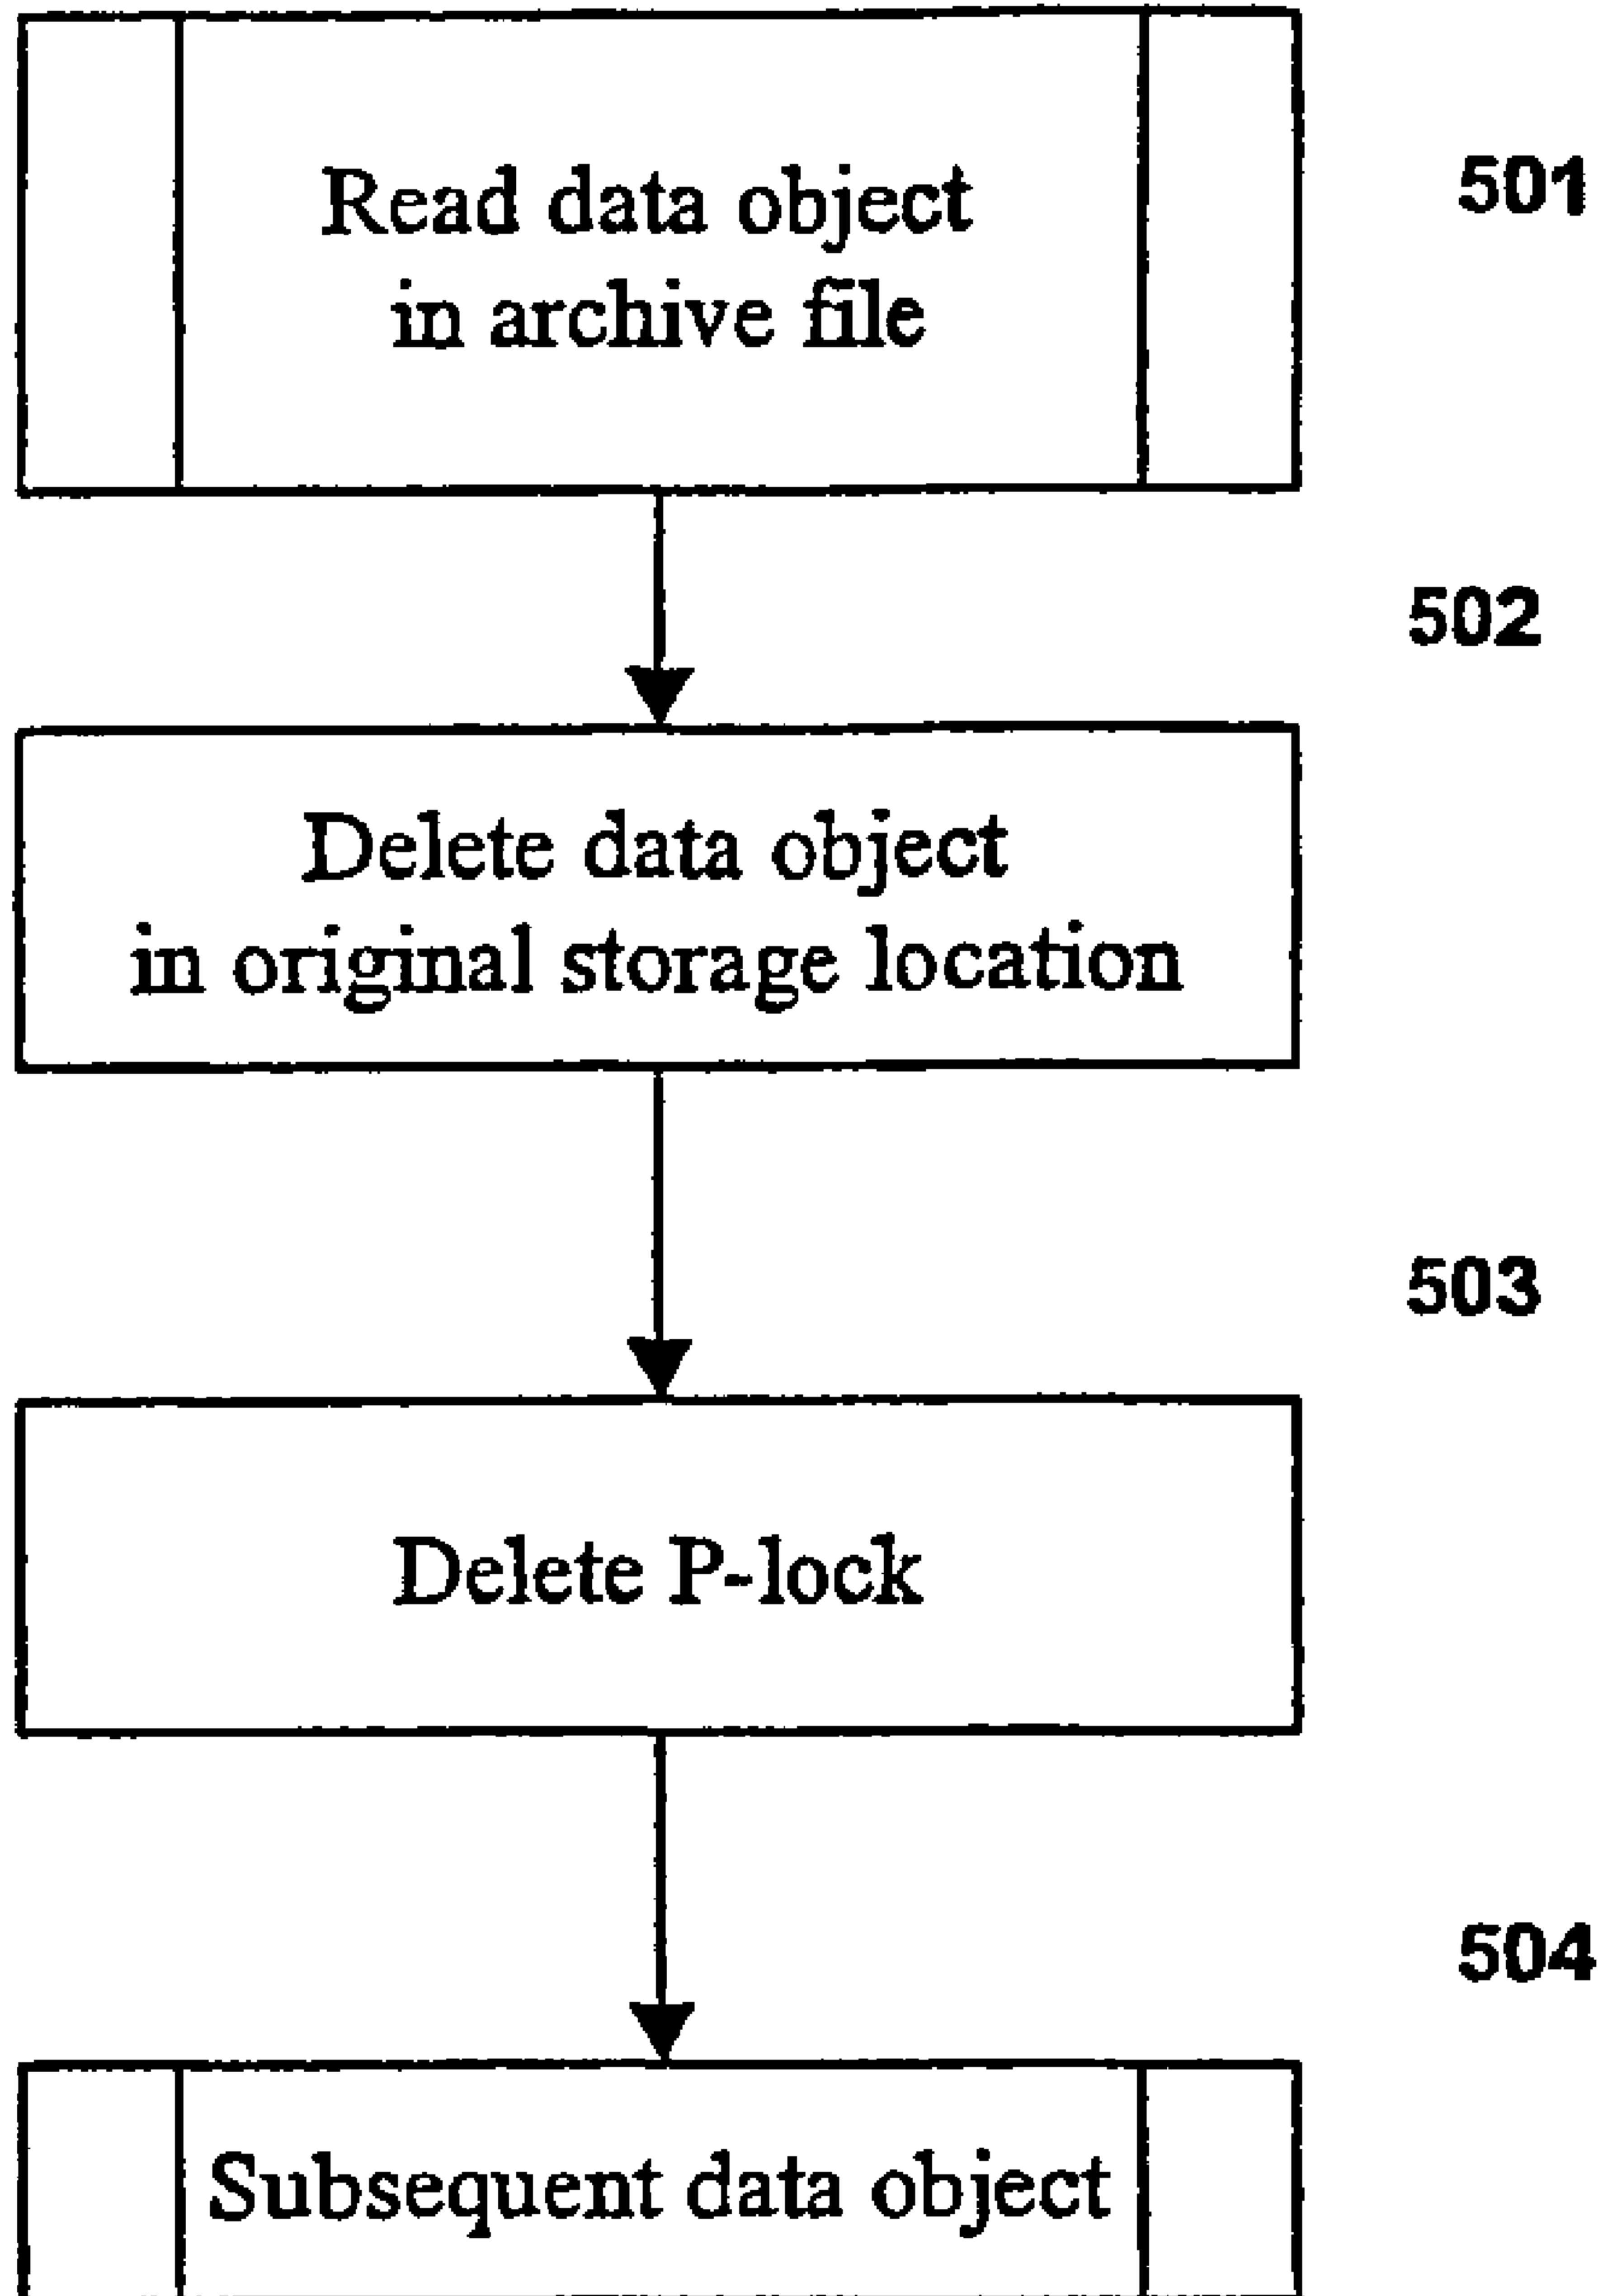 Read data object
in archive file
501
502
Delete data object
in original storage location
503
Delete P-lock
504
Subsequent data object